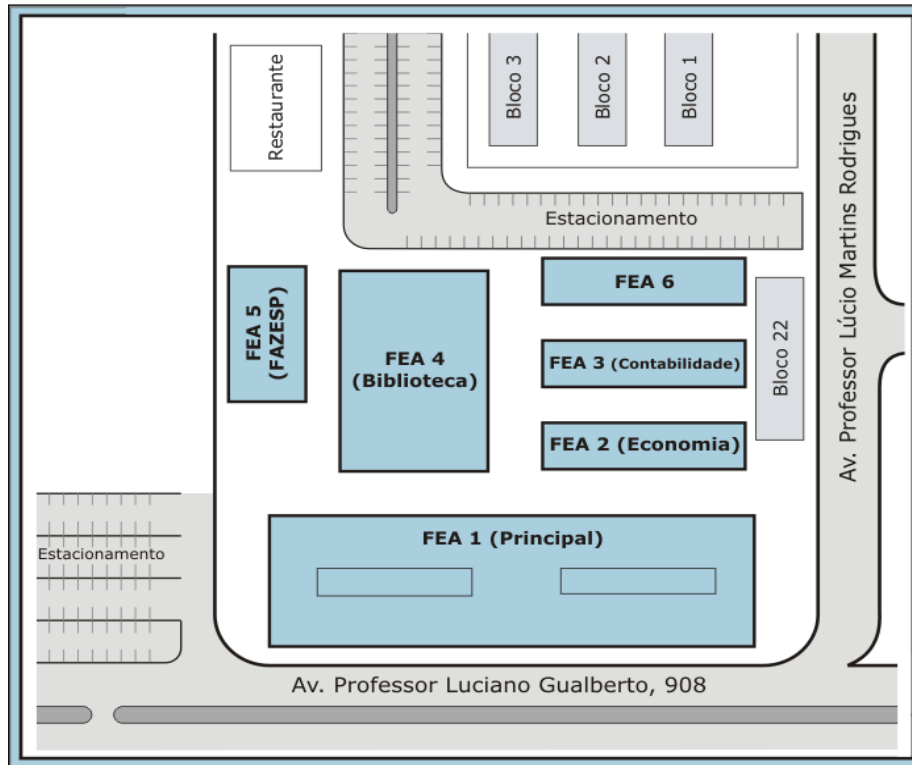 Restaurante
Bloco 3
Bloco 2
Bloco 1
Av. Professor Lúcio Martins Rodrigues
Estacionamento
FEA 5
(FAZESP)
FEA 4
(Biblioteca)
FEA 6
FEA 3 (Contabilidade)
FEA 2 (Economia)
Bloco 22
Estacionamento
FEA 1 (Principal)
Av. Professor Luciano Gualberto, 908